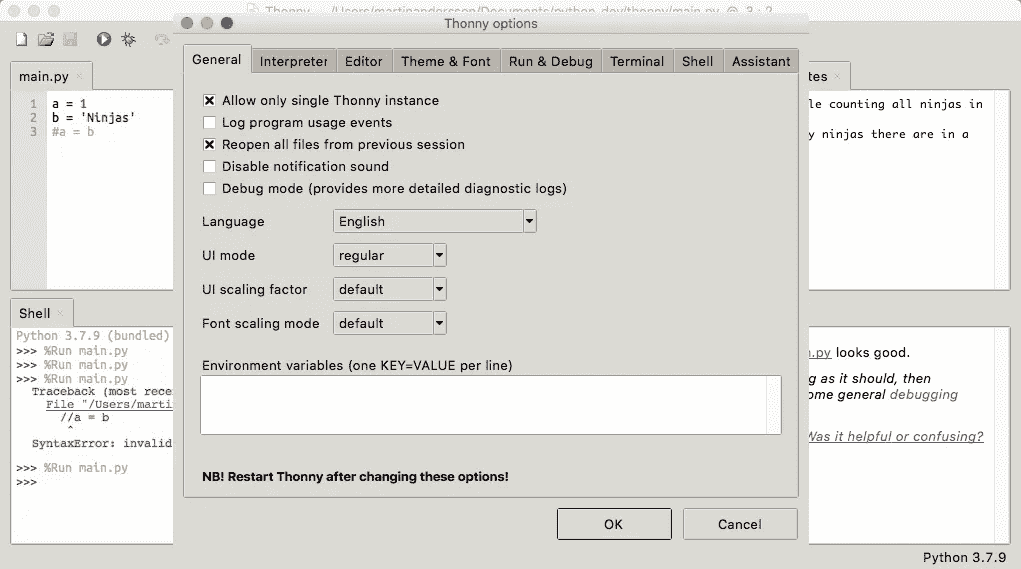 Thonny - /Users/martinandersson/Documents/python_dev/thonny/main.py @ 3 : 2
Thonny options
General Interpreter Editor Theme & Font Run & Debug Terminal Shell Assistant
main.py ×
1 a = 1
2 b = 'Ninjas'
3 #a = b
tes ×
le counting all ninjas in
y ninjas there are in a
Allow only single Thonny instance
Log program usage events
Reopen all files from previous session
Disable notification sound
Debug mode (provides more detailed diagnostic logs)
Language English
UI mode regular
UI scaling factor default
Font scaling mode default
Environment variables (one KEY=VALUE per line)
NB! Restart Thonny after changing these options!
OK Cancel
Shell ×
Python 3.7.9 (bundled)
>>> %Run main.py
>>> %Run main.py
>>> %Run main.py
Traceback (most rece
File "/Users/marti
//a = b
^
SyntaxError: invalid
>>> %Run main.py
>>>
.py looks good.
g as it should, then
ome general debugging
Was it helpful or confusing?
Python 3.7.9